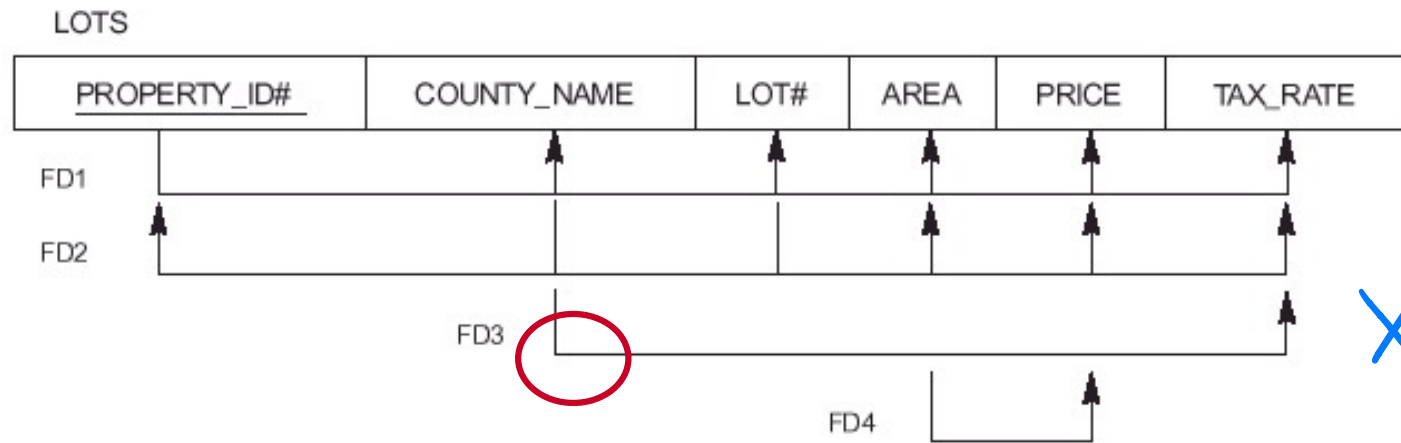 LOTS
PROPERTY_ID# COUNTY_NAME LOT# AREA PRICE TAX_RATE
FD1
FD2
FD3
FD4